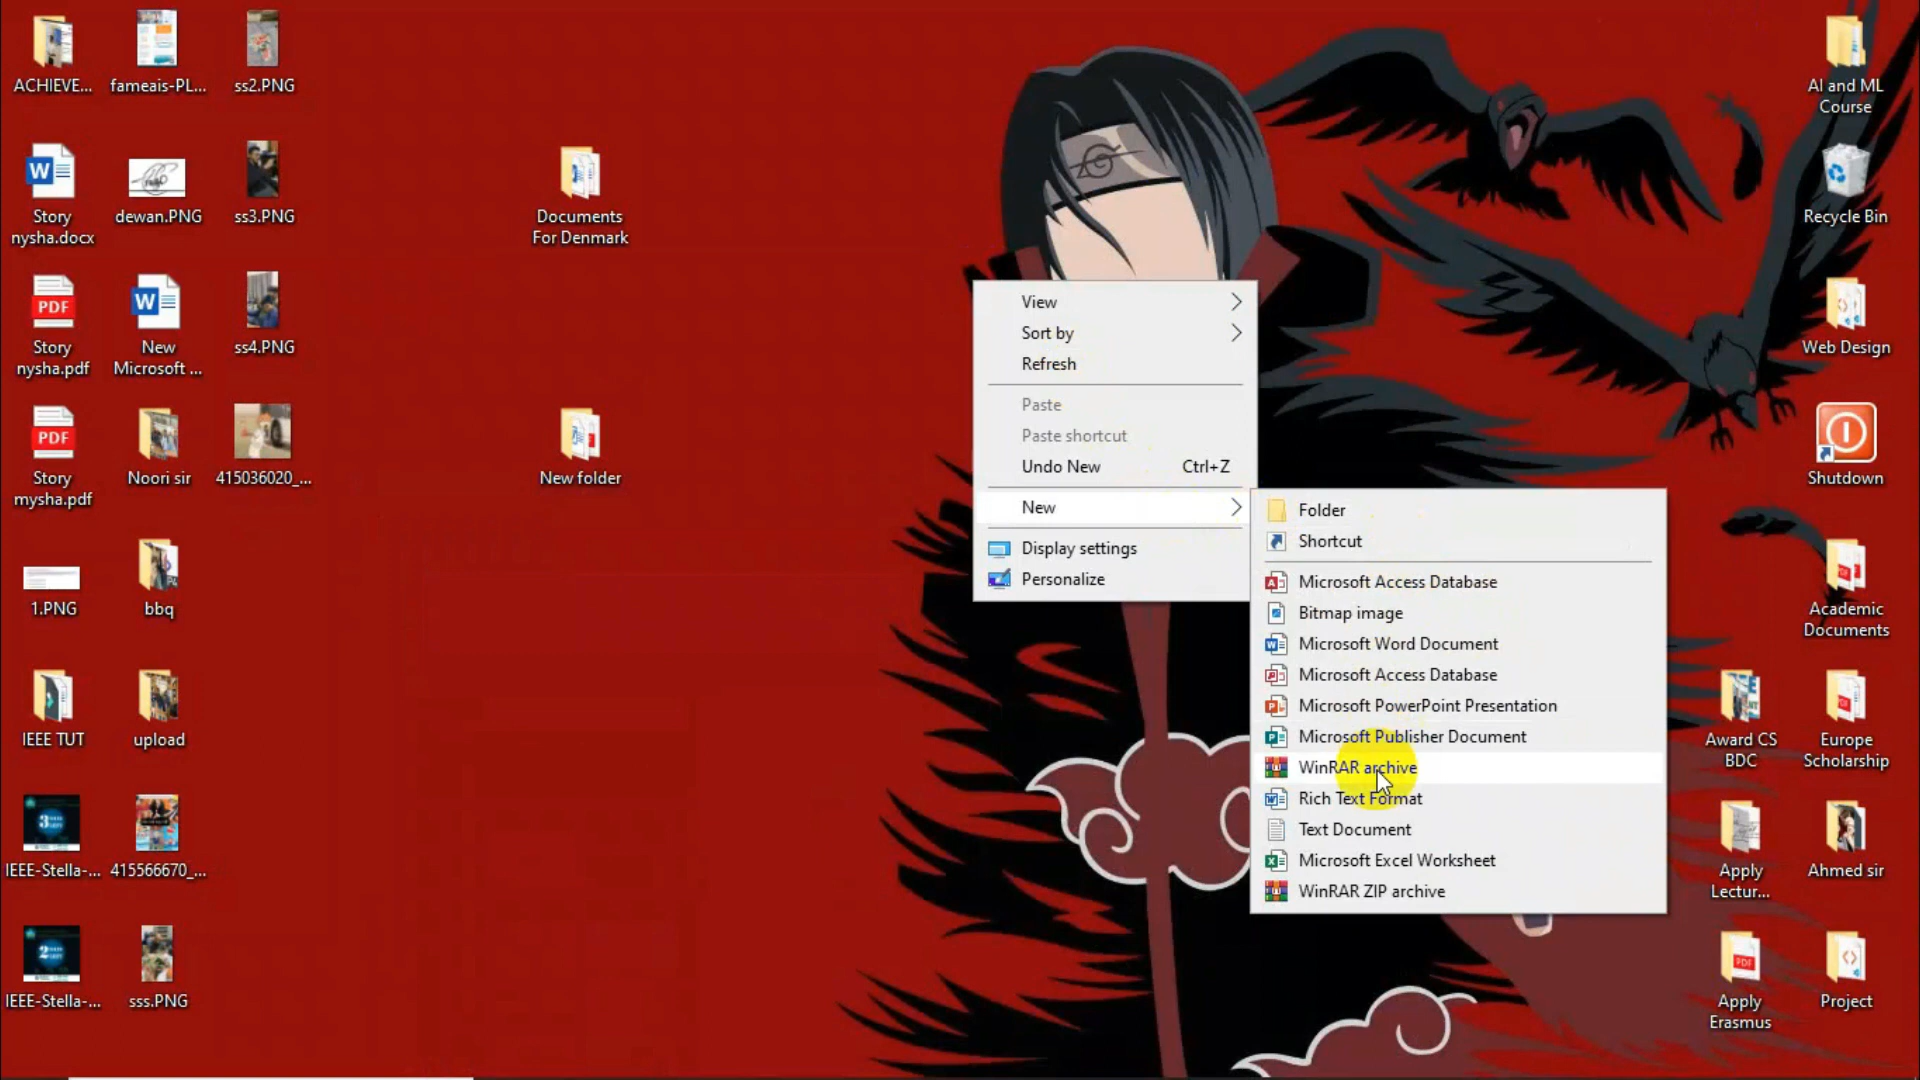 ACHIEVE...
fameais-PL...
ss2.PNG
Story
nysha.docx
dewan.PNG
ss3.PNG
Story
nysha.pdf
New
Microsoft ...
ss4.PNG
Story
mysha.pdf
Noori sir
415036020_...
1.PNG
bbq
IEEE TUT
upload
IEEE-Stella-...
415566670_...
IEEE-Stella-...
sss.PNG
Documents
For Denmark
New folder
View
Sort by
Refresh
Paste
Paste shortcut
Undo New Ctrl+Z
New
Display settings
Personalize
Folder
Shortcut
Microsoft Access Database
Bitmap image
Microsoft Word Document
Microsoft Access Database
Microsoft PowerPoint Presentation
Microsoft Publisher Document
WinRAR archive
Rich Text Format
Text Document
Microsoft Excel Worksheet
WinRAR ZIP archive
AI and ML
Course
Recycle Bin
Web Design
Shutdown
Academic
Documents
Award CS
BDC
Europe
Scholarship
Apply
Lectur...
Ahmed sir
Apply
Erasmus
Project
PDF
PDF